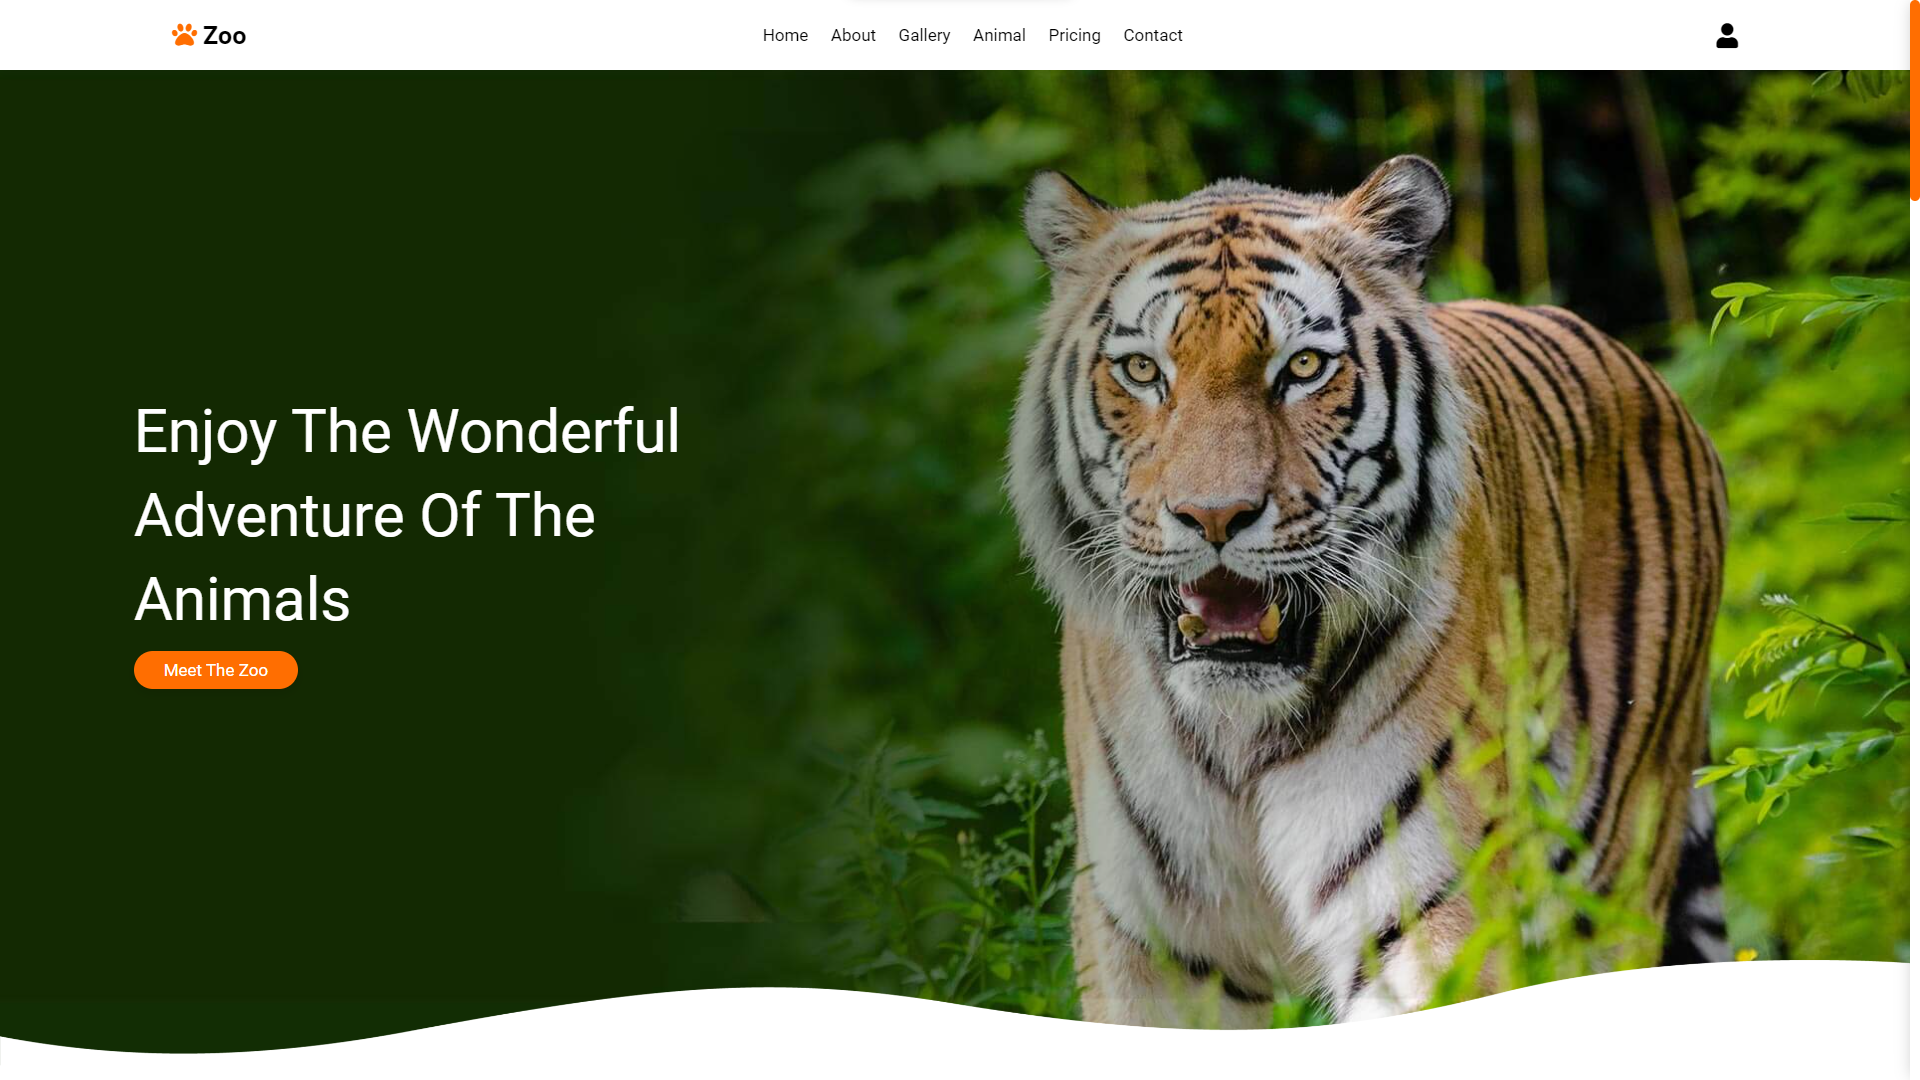 Zoo
Home
About
Gallery
Animal
Pricing
Contact
Enjoy The Wonderful
Adventure Of The
Animals
Meet The Zoo